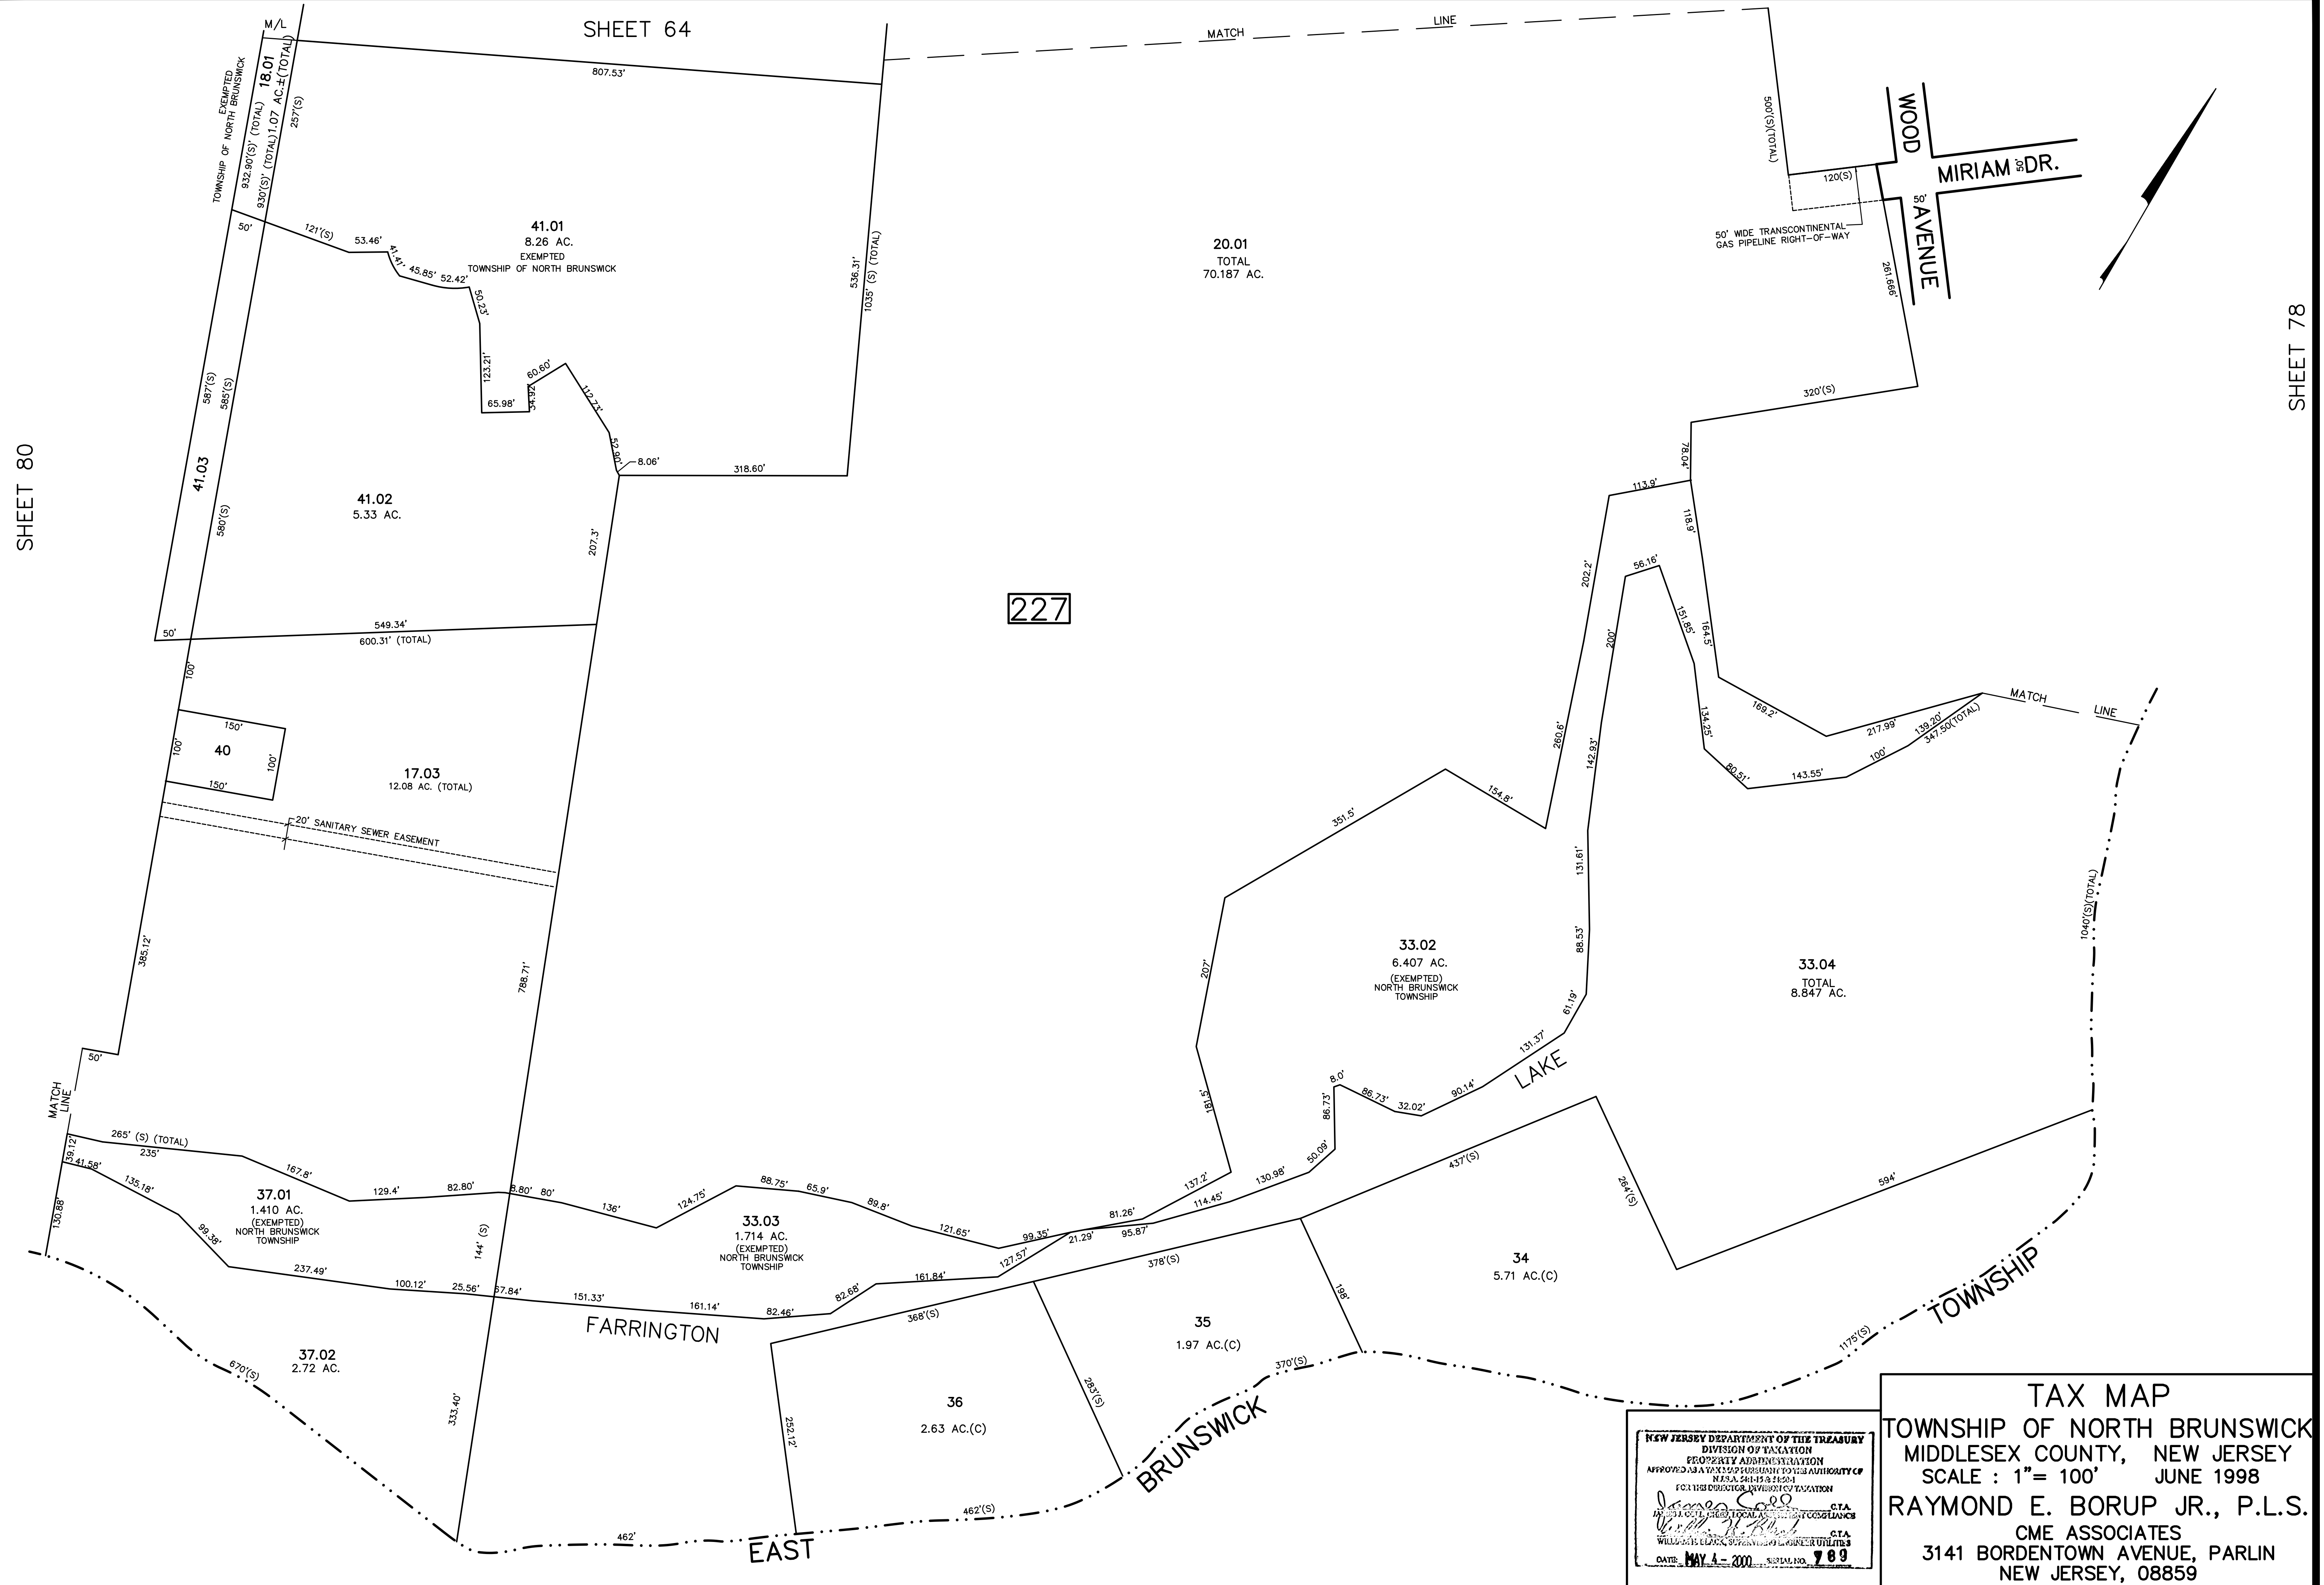 SHEET 64
MATCH LINE
M/L
EXEMPTED
TOWNSHIP OF NORTH BRUNSWICK
932.90'(S)' (TOTAL)
18.01
930'(S)' (TOTAL)
1.07 AC.±(TOTAL)
257'(S)
807.53'
50'
121'(S)
53.46'
41.41'
45.85'
52.42'
50.23'
123.21'
65.98'
34.92'
60.60'
112.73'
52.90'
8.06'
318.60'
536.31'
1035' (S) (TOTAL)
41.01
8.26 AC.
EXEMPTED
TOWNSHIP OF NORTH BRUNSWICK
20.01
TOTAL
70.187 AC.
500'(S)(TOTAL)
120(S)
50' WIDE TRANSCONTINENTAL
GAS PIPELINE RIGHT-OF-WAY
WOOD
AVENUE
50'
MIRIAM DR.
50'
261.666'
320'(S)
78.04'
SHEET 78
SHEET 80
587'(S)
585'(S)
41.03
580'(S)
41.02
5.33 AC.
207.3'
50'
549.34'
600.31' (TOTAL)
227
113.9'
118.9'
202.2'
56.16'
200'
151.85'
164.5'
260.6'
142.93'
134.25'
169.2'
217.99'
139.20'
347.50(TOTAL)
100'
143.55'
80.51'
MATCH LINE
100'
150'
40
100'
100'
150'
17.03
12.08 AC. (TOTAL)
20' SANITARY SEWER EASEMENT
385.12'
788.71'
50'
MATCH
LINE
351.5'
154.8'
207'
181.5'
131.61'
88.53'
61.19'
131.37'
33.02
6.407 AC.
(EXEMPTED)
NORTH BRUNSWICK
TOWNSHIP
33.04
TOTAL
8.847 AC.
1040'(S)(TOTAL)
LAKE
8.0'
86.73'
86.73'
32.02'
90.14'
50.09'
130.98'
114.45'
137.2'
81.26'
95.87'
21.29'
99.35'
127.57'
265' (S) (TOTAL)
235'
39.12'
41.58'
135.18'
130.88'
99.38'
167.8'
129.4'
82.80'
8.80'
80'
136'
124.75'
88.75'
65.9'
89.8'
121.65'
37.01
1.410 AC.
(EXEMPTED)
NORTH BRUNSWICK
TOWNSHIP
144' (S)
33.03
1.714 AC.
(EXEMPTED)
NORTH BRUNSWICK
TOWNSHIP
237.49'
100.12'
25.56'
67.84'
151.33'
161.14'
82.46'
82.68'
161.84'
FARRINGTON
437'(S)
378'(S)
368'(S)
264'(S)
594'
198'
34
5.71 AC.(C)
35
1.97 AC.(C)
36
2.63 AC.(C)
37.02
2.72 AC.
670'(S)
333.40'
252.12'
283'(S)
370'(S)
1175'(S)
462'(S)
462'
EAST
BRUNSWICK
TOWNSHIP
NEW JERSEY DEPARTMENT OF THE TREASURY
DIVISION OF TAXATION
PROPERTY ADMINISTRATION
APPROVED AS A TAX MAP PURSUANT TO THE AUTHORITY OF
FOR THE DIRECTOR, DIVISION OF TAXATION
C.T.A.
C.T.A.
DATE: MAY 4 - 2000 SERIAL NO. 789
TAX MAP
TOWNSHIP OF NORTH BRUNSWICK
MIDDLESEX COUNTY, NEW JERSEY
SCALE : 1"= 100' JUNE 1998
RAYMOND E. BORUP JR., P.L.S.
CME ASSOCIATES
3141 BORDENTOWN AVENUE, PARLIN
NEW JERSEY, 08859